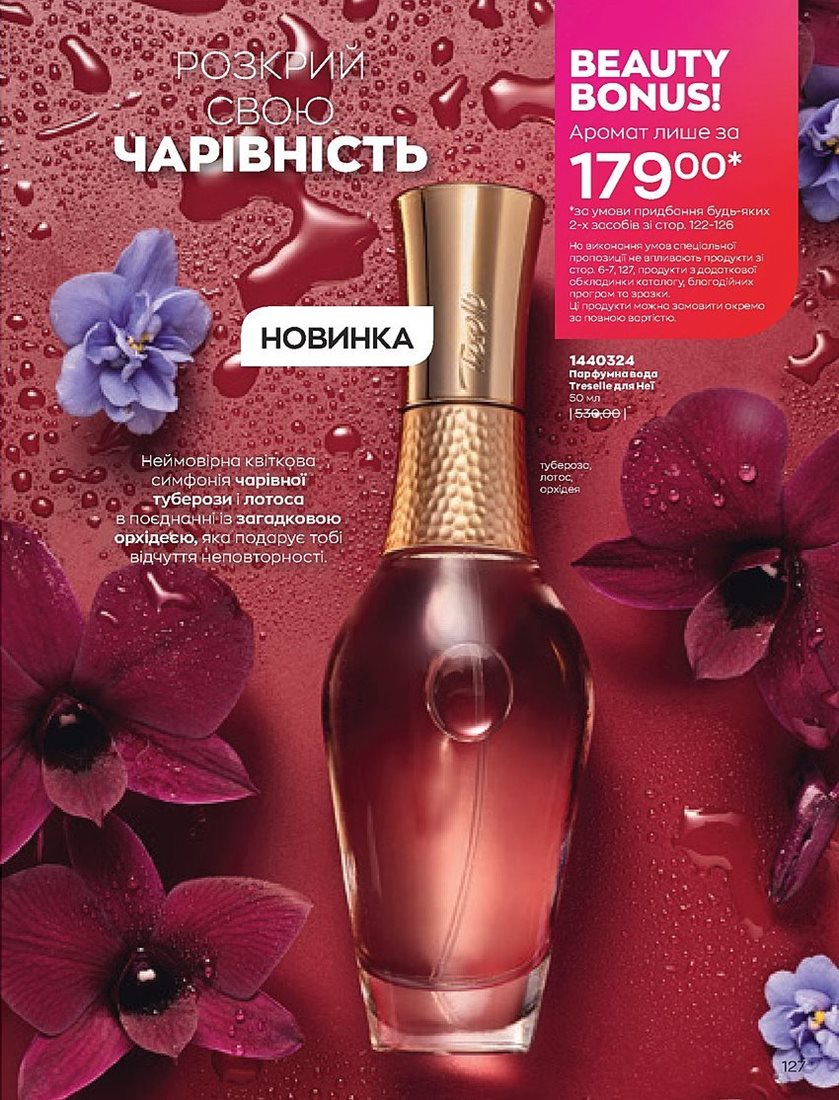 РОЗКРИЙ
СВОЮ
ЧАРІВНІСТЬ
BEAUTY
BONUS!
Аромат лише за
179⁰⁰*
*за умови придбання будь-яких
2-х засобів зі стор. 122-126
На виконання умов спеціальної
пропозиції не впливають продукти зі
стор. 6-7, 127, продукти з додаткової
обкладинки каталогу, благодійних
програм та зразки.
Ці продукти можна замовити окремо
за повною вартістю.
НОВИНКА
Treselle
1440324
Парфумна вода
Treselle для Неї
50 мл
| 530,00 |
Неймовірна квіткова
симфонія чарівної
туберози і лотоса
в поєднанні із загадковою
орхідеєю, яка подарує тобі
відчуття неповторності.
тубероза,
лотос,
орхідея
127